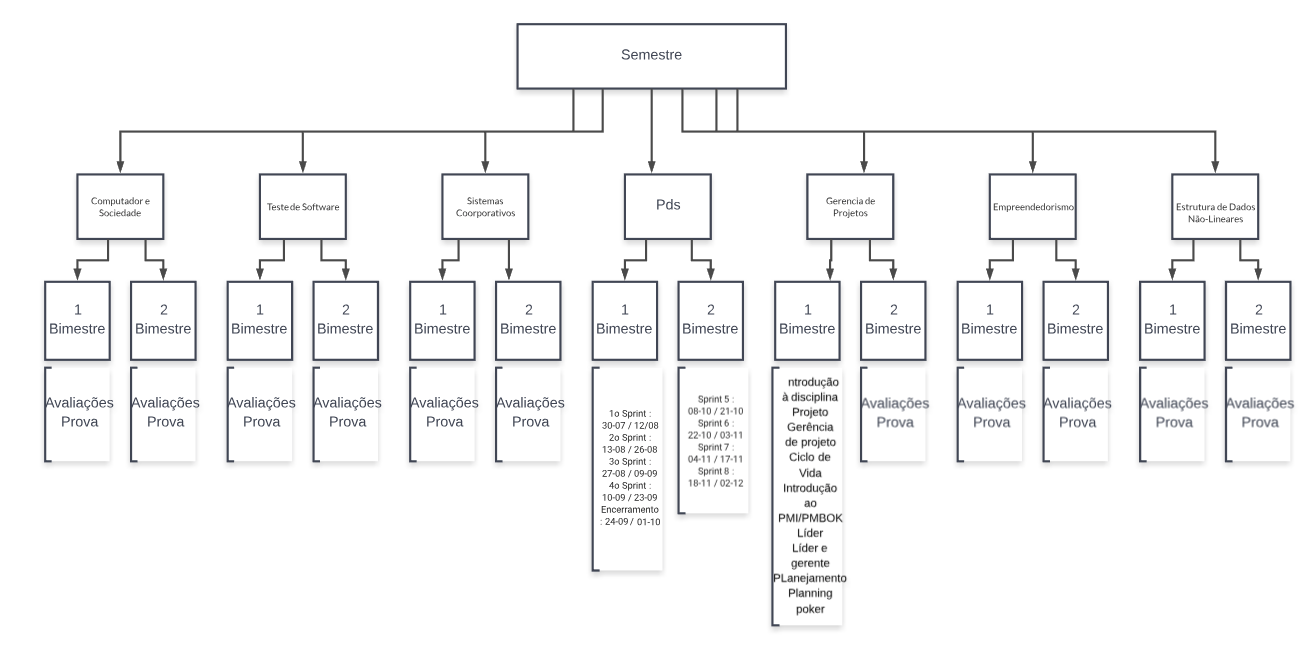 Semestre
Computador e
Sociedade
Teste de Software
Sistemas
Coorporativos
Pds
Gerencia de
Projetos
Empreendedorismo
Estrutura de Dados
Não-Lineares
1
Bimestre
2
Bimestre
1
Bimestre
2
Bimestre
1
Bimestre
2
Bimestre
1
Bimestre
2
Bimestre
1
Bimestre
2
Bimestre
1
Bimestre
2
Bimestre
1
Bimestre
2
Bimestre
Avaliações
Prova
Avaliações
Prova
Avaliações
Prova
Avaliações
Prova
Avaliações
Prova
Avaliações
Prova
1o Sprint :
30-07 / 12/08
2o Sprint :
13-08 / 26-08
3o Sprint :
27-08 / 09-09
4o Sprint :
10-09 / 23-09
Encerramento
: 24-09 / 01-10
Sprint 5 :
08-10 / 21-10
Sprint 6 :
22-10 / 03-11
Sprint 7 :
04-11 / 17-11
Sprint 8 :
18-11 / 02-12
ntrodução
à disciplina
Projeto
Gerência
de projeto
Ciclo de
Vida
Introdução
ao
PMI/PMBOK
Líder
Líder e
gerente
PLanejamento
Planning
poker
Avaliações
Prova
Avaliações
Prova
Avaliações
Prova
Avaliações
Prova
Avaliações
Prova